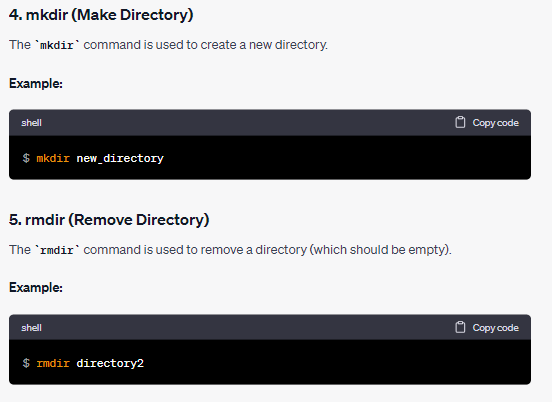 4. mkdir (Make Directory)
The `mkdir` command is used to create a new directory.
Example:
shell
Copy code
$ mkdir new_directory
5. rmdir (Remove Directory)
The `rmdir` command is used to remove a directory (which should be empty).
Example:
shell
Copy code
$ rmdir directory2